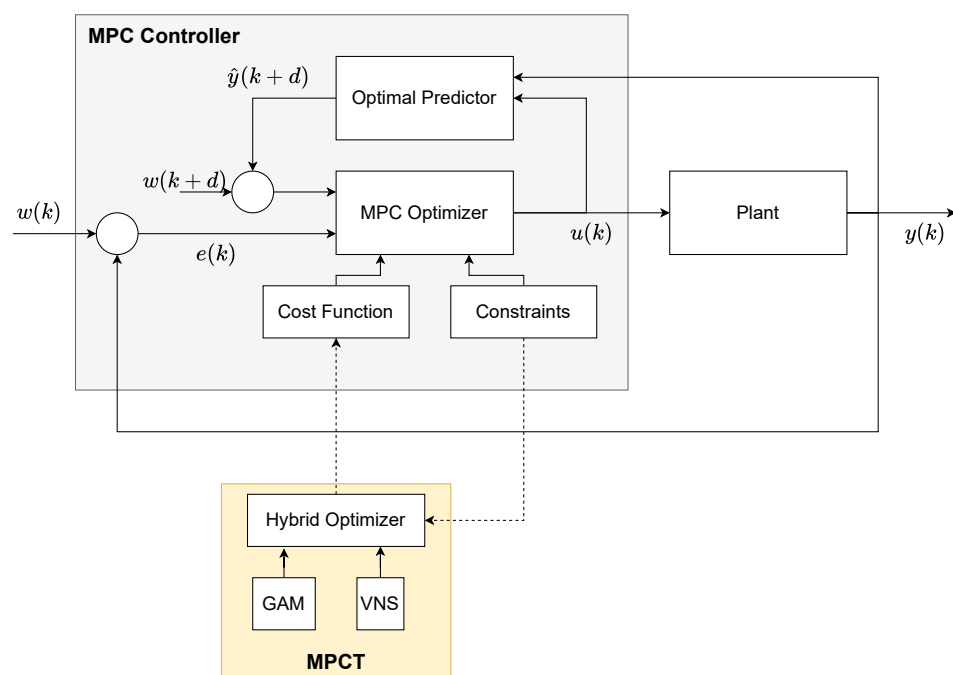 MPC Controller
ŷ(k + d)
Optimal Predictor
w(k + d)
w(k)
MPC Optimizer
Plant
e(k)
u(k)
y(k)
Cost Function
Constraints
Hybrid Optimizer
GAM
VNS
MPCT